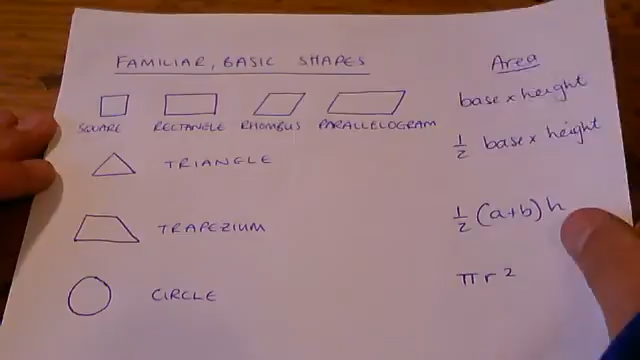 FAMILIAR, BASIC SHAPES
Area
SQUARE RECTANGLE RHOMBUS PARALLELOGRAM
base x height
TRIANGLE
1/2 base x height
TRAPEZIUM
1/2 (a+b) h
CIRCLE
πr²